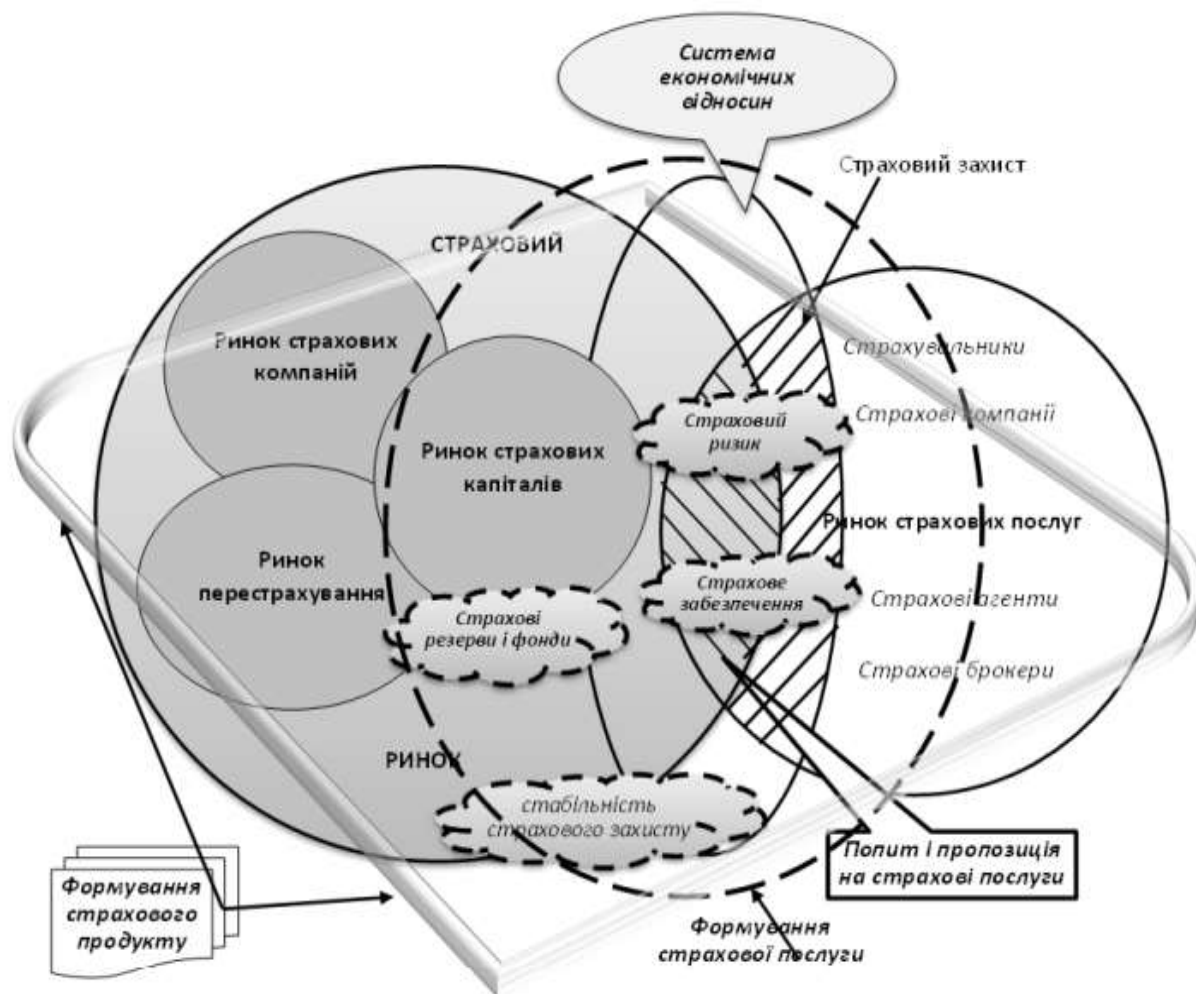 Система
економічних
відносин
Страховий захист
СТРАХОВИЙ
Ринок страхових
компаній
Страхувальники
Страховий
ризик
Страхові компанії
Ринок страхових
капіталів
Ринок страхових послуг
Ринок
перестрахування
Страхове
забезпечення
Страхові агенти
Страхові
резерви і фонди
Страхові брокери
РИНОК
стабільність
страхового захисту
Попит і пропозиція
на страхові послуги
Формування
страхового
продукту
Формування
страхової послуги